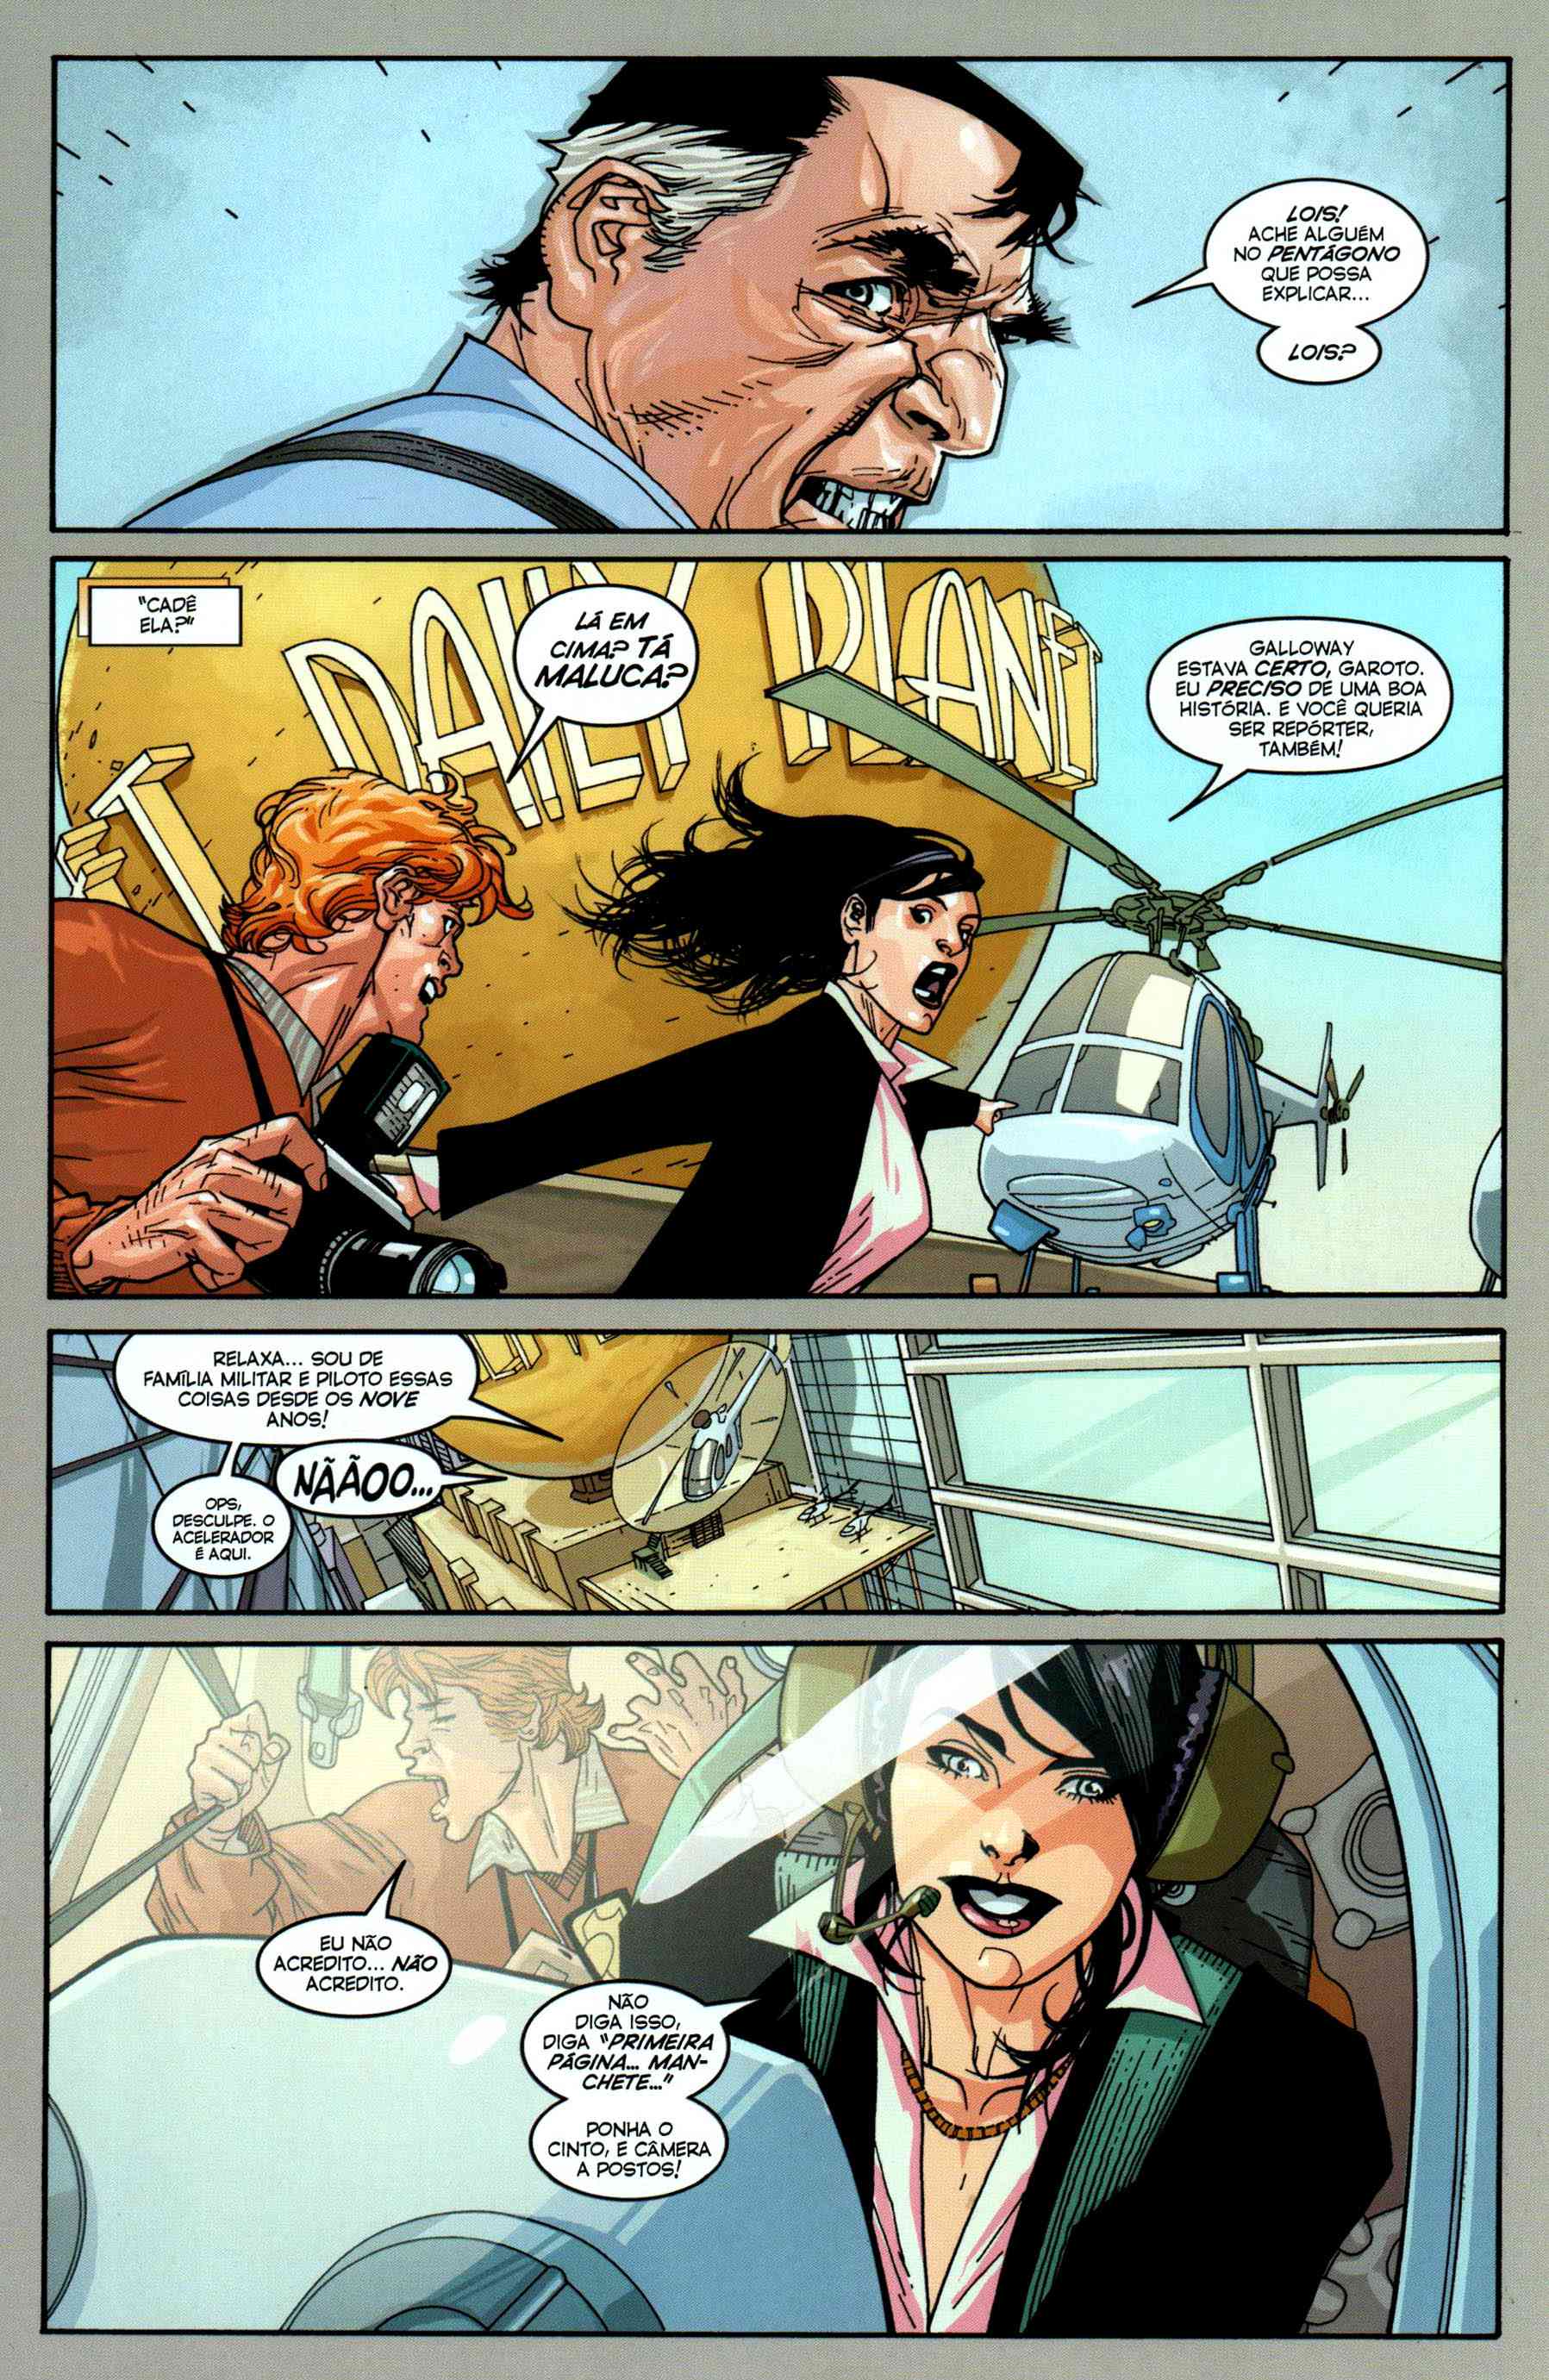 LOIS!
ACHE ALGUÉM
NO PENTÁGONO
QUE POSSA
EXPLICAR...
LOIS?
"CADÊ
ELA?"
DAILY PLANET
LÁ EM
CIMA? TÁ
MALUCA?
GALLOWAY
ESTAVA CERTO, GAROTO.
EU PRECISO DE UMA BOA
HISTÓRIA. E VOCÊ QUERIA
SER REPÓRTER,
TAMBÉM!
RELAXA... SOU DE
FAMÍLIA MILITAR E PILOTO ESSAS
COISAS DESDE OS NOVE
ANOS!
NÃÃOO...
OPS,
DESCULPE. O
ACELERADOR
É AQUI.
EU NÃO
ACREDITO... NÃO
ACREDITO.
NÃO
DIGA ISSO,
DIGA "PRIMEIRA
PÁGINA... MAN-
CHETE..."
PONHA O
CINTO, E CÂMERA
A POSTOS!